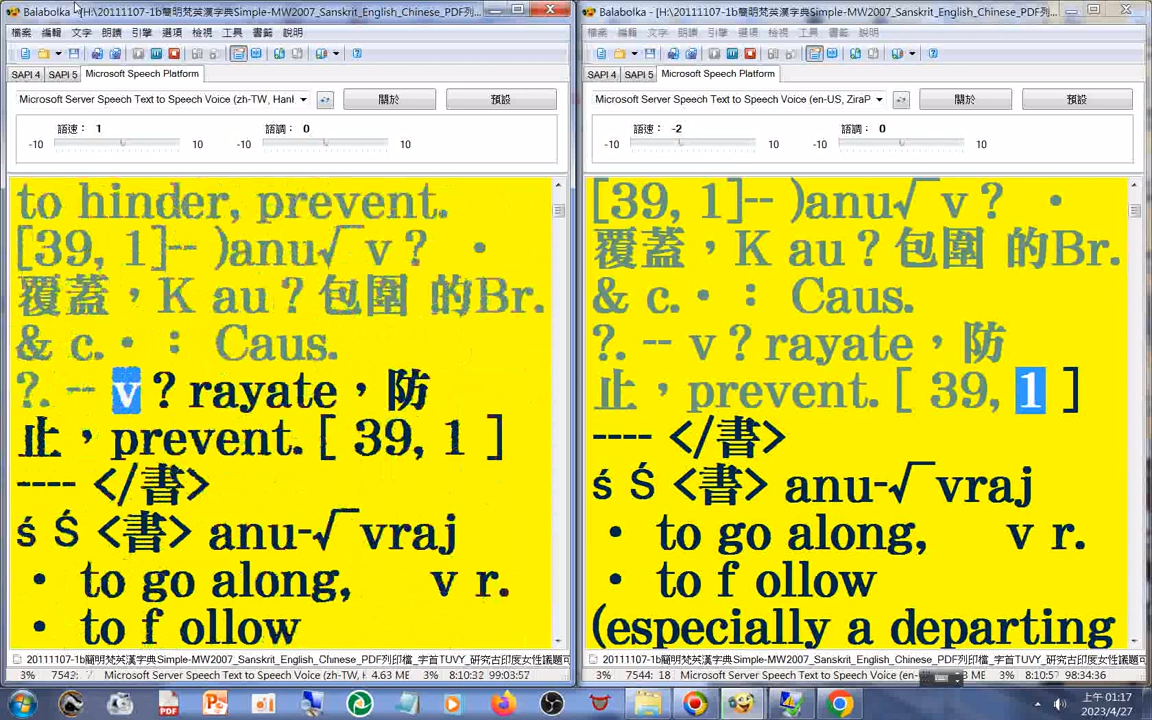 Balabolka - [H:\20111107-1b簡明梵英漢字典Simple-MW2007_Sanskrit_English_Chinese_PDF列...
檔案 編輯 文字 朗讀 引擎 選項 檢視 工具 書籤 說明
SAPI 4 SAPI 5 Microsoft Speech Platform
Microsoft Server Speech Text to Speech Voice (zh-TW, Hanl 關於 預設
語速： 1 語調： 0
-10 10 -10 10
to hinder, prevent.
[39, 1]-- )anu√ v ? •
覆蓋，K au ? 包圍 的Br.
& c. • ： Caus.
?. -- v ? rayate，防
止，prevent. [ 39, 1 ]
---- </書>
ś Ś <書> anu-√vraj
• to go along, v r.
• to f ollow
20111107-1b簡明梵英漢字典Simple-MW2007_Sanskrit_English_Chinese_PDF列印檔_字首TUVY_研究古印度女性議題可
7542: 7 Microsoft Server Speech Text to Speech Voice (zh-TW, H 4.63 MB 3% 8:10:32 99:03:57
Balabolka - [H:\20111107-1b簡明梵英漢字典Simple-MW2007_Sanskrit_English_Chinese_PDF列...
檔案 編輯 文字 朗讀 引擎 選項 檢視 工具 書籤 說明
SAPI 4 SAPI 5 Microsoft Speech Platform
Microsoft Server Speech Text to Speech Voice (en-US, ZiraP 關於 預設
語速： -2 語調： 0
-10 10 -10 10
[39, 1]-- )anu√ v ? •
覆蓋，K au ? 包圍 的Br.
& c. • ： Caus.
?. -- v ? rayate，防
止，prevent. [ 39, 1 ]
---- </書>
ś Ś <書> anu-√vraj
• to go along, v r.
• to f ollow
(especially a departing
20111107-1b簡明梵英漢字典Simple-MW2007_Sanskrit_English_Chinese_PDF列印檔_字首TUVY_研究古印度女性議題可
7544: 18 Microsoft Server Speech Text to Speech Voice 3% 8:10:5 98:34:36
上午 01:17
2023/4/27